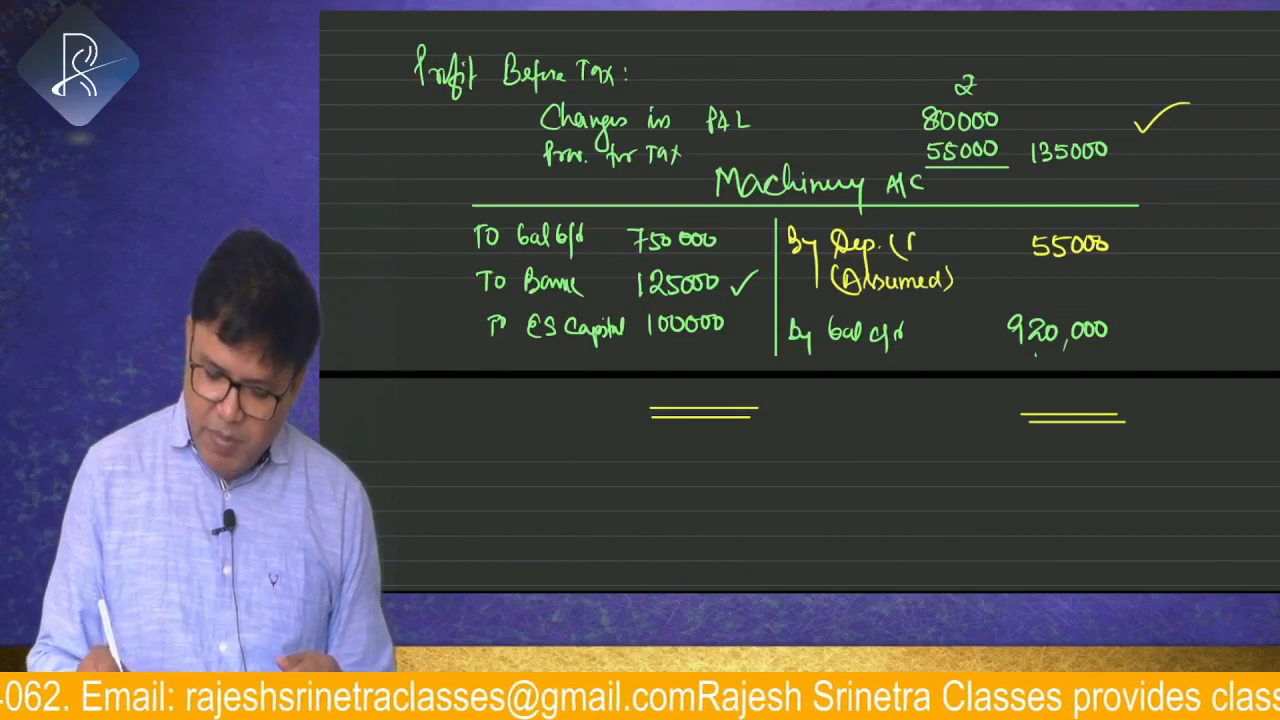 RS
Profit Before Tax:
₹
Changes in P&L 80000
Prov. for Tax 55000 135000
Machinery A/C
TO bal b/d 750000 By Dep. (
TO Bank 125000 (Assumed) 55000
To ES Capital 100000 By bal c/d 920,000
4062. Email: rajeshsrinetraclasses@gmail.comRajesh Srinetra Classes provides class